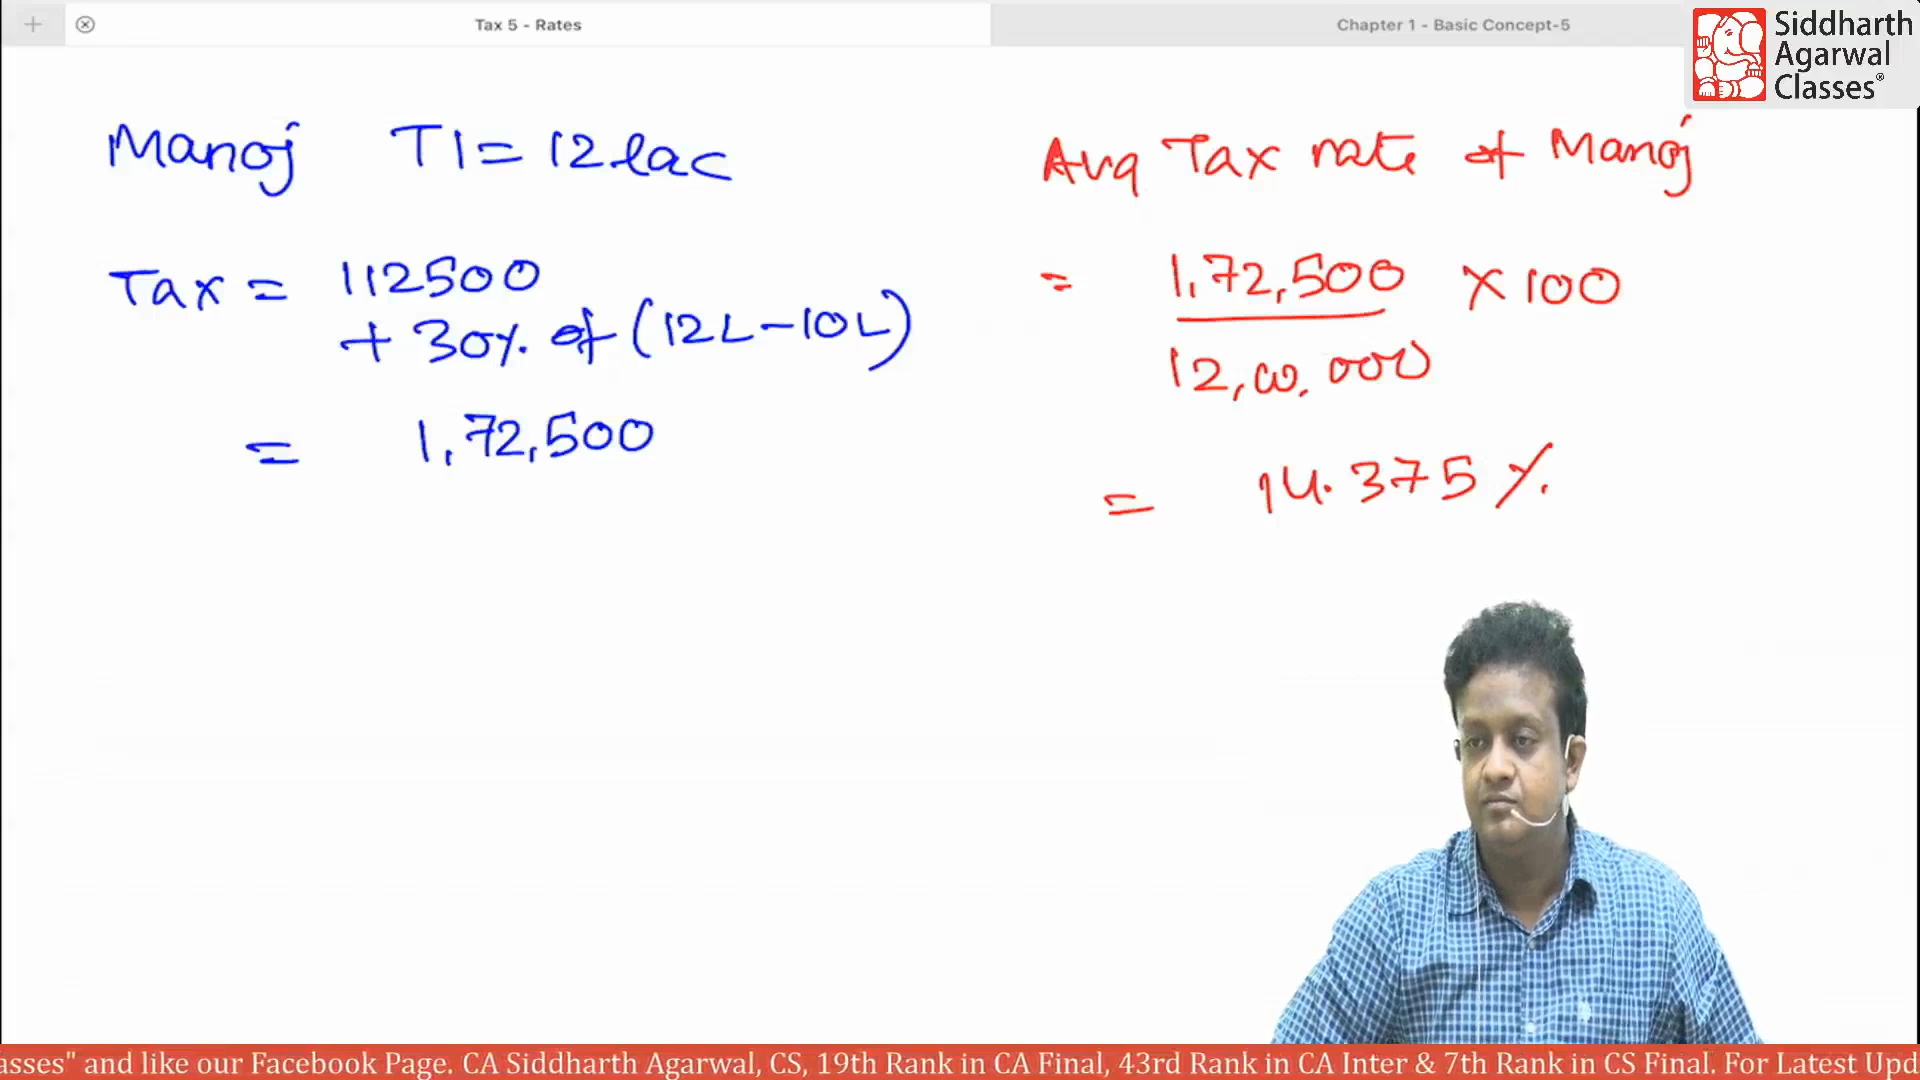 Tax 5 - Rates
Chapter 1 - Basic Concept-5
Siddharth
Agarwal
Classes®
Manoj TI = 12 lac
Tax = 112500
+ 30% of (12L - 10L)
= 1,72,500
Avg Tax rate of Manoj
= 1,72,500 × 100
12,00,000
= 14.375 %
asses" and like our Facebook Page. CA Siddharth Agarwal, CS, 19th Rank in CA Final, 43rd Rank in CA Inter & 7th Rank in CS Final. For Latest Upd